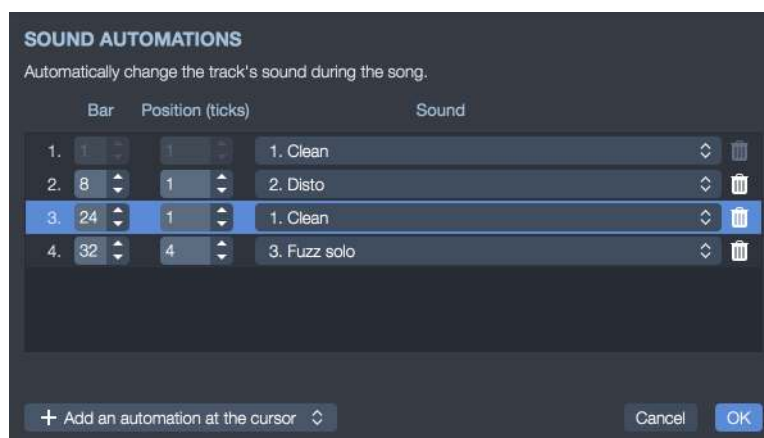 SOUND AUTOMATIONS
Automatically change the track's sound during the song.
Bar Position (ticks) Sound
1. 1 1 1. Clean
2. 8 1 2. Disto
3. 24 1 1. Clean
4. 32 4 3. Fuzz solo
+ Add an automation at the cursor Cancel OK